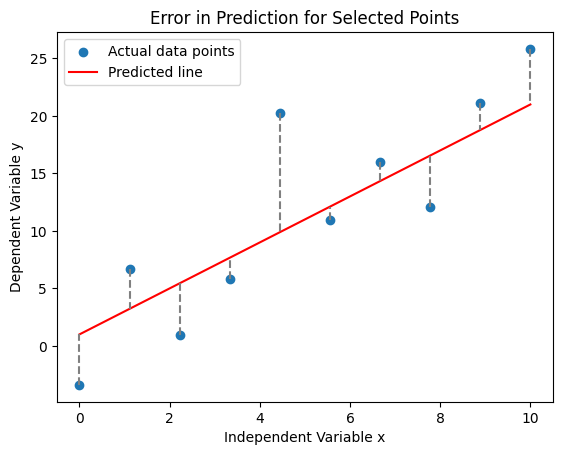 Error in Prediction for Selected Points
Actual data points
Predicted line
25
20
15
10
5
0
Dependent Variable y
0 2 4 6 8 10
Independent Variable x